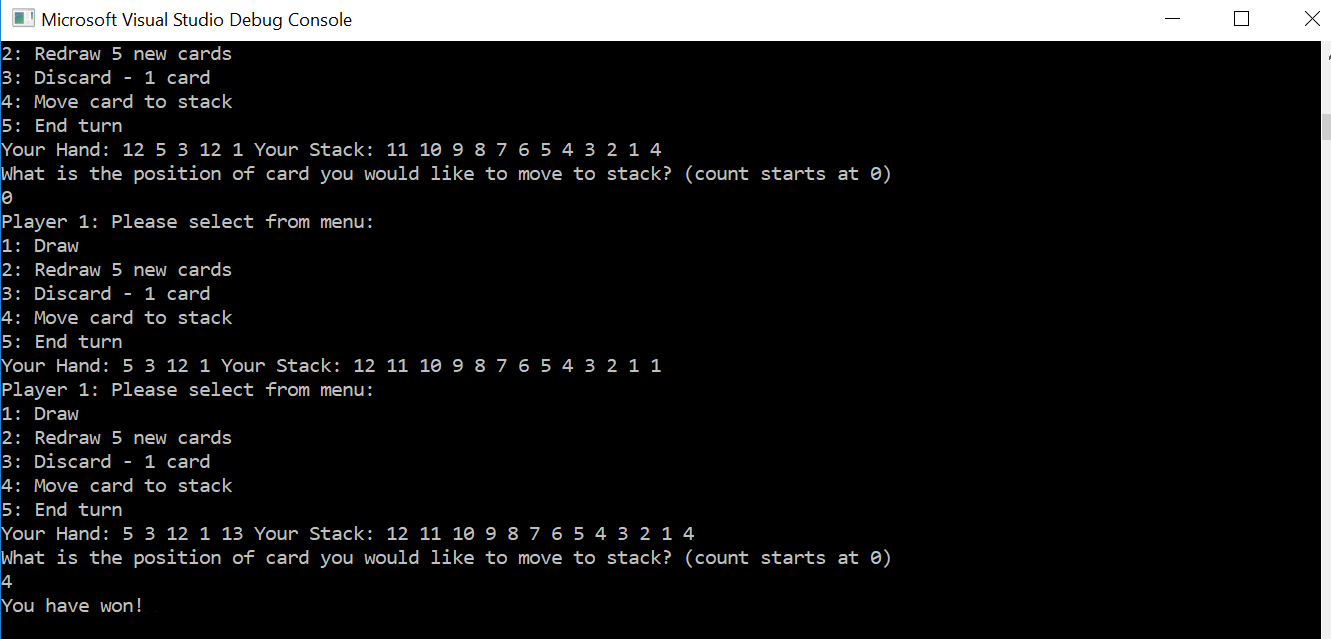 Microsoft Visual Studio Debug Console
2: Redraw 5 new cards
3: Discard - 1 card
4: Move card to stack
5: End turn
Your Hand: 12 5 3 12 1 Your Stack: 11 10 9 8 7 6 5 4 3 2 1 4
What is the position of card you would like to move to stack? (count starts at 0)
0
Player 1: Please select from menu:
1: Draw
2: Redraw 5 new cards
3: Discard - 1 card
4: Move card to stack
5: End turn
Your Hand: 5 3 12 1 Your Stack: 12 11 10 9 8 7 6 5 4 3 2 1 1
Player 1: Please select from menu:
1: Draw
2: Redraw 5 new cards
3: Discard - 1 card
4: Move card to stack
5: End turn
Your Hand: 5 3 12 1 13 Your Stack: 12 11 10 9 8 7 6 5 4 3 2 1 4
What is the position of card you would like to move to stack? (count starts at 0)
4
You have won!